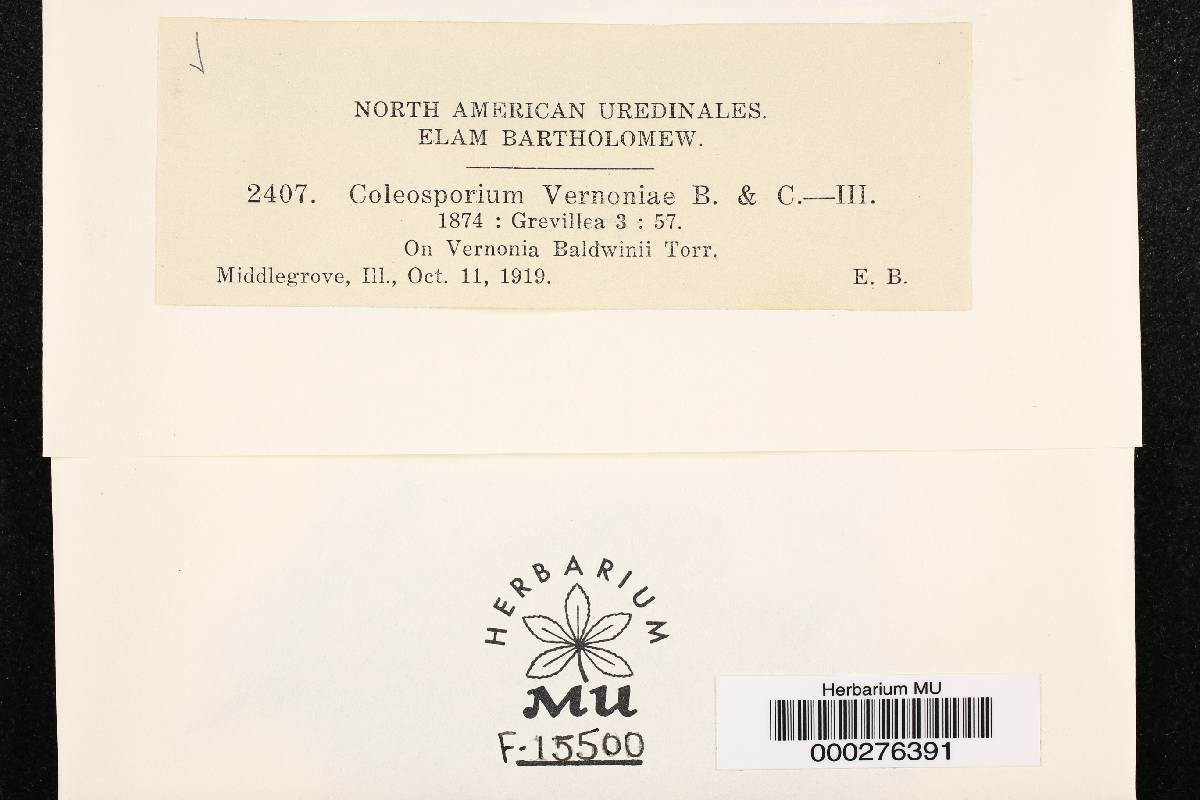 NORTH AMERICAN UREDINALES.
ELAM BARTHOLOMEW.
2407. Coleosporium Vernoniae B. & C.—III.
1874 : Grevillea 3 : 57.
On Vernonia Baldwinii Torr.
Middlegrove, Ill., Oct. 11, 1919. E. B.
HERBARIUM
MU
F-15500
Herbarium MU
000276391